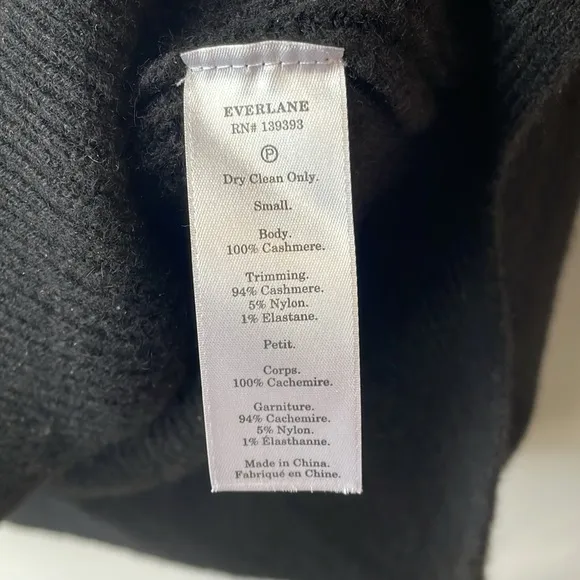 EVERLANE
RN# 139393
P
Dry Clean Only.
Small.
Body.
100% Cashmere.
Trimming.
94% Cashmere.
5% Nylon.
1% Elastane.
Petit.
Corps.
100% Cachemire.
Garniture.
94% Cachemire.
5% Nylon.
1% Élasthanne.
Made in China.
Fabriqué en Chine.